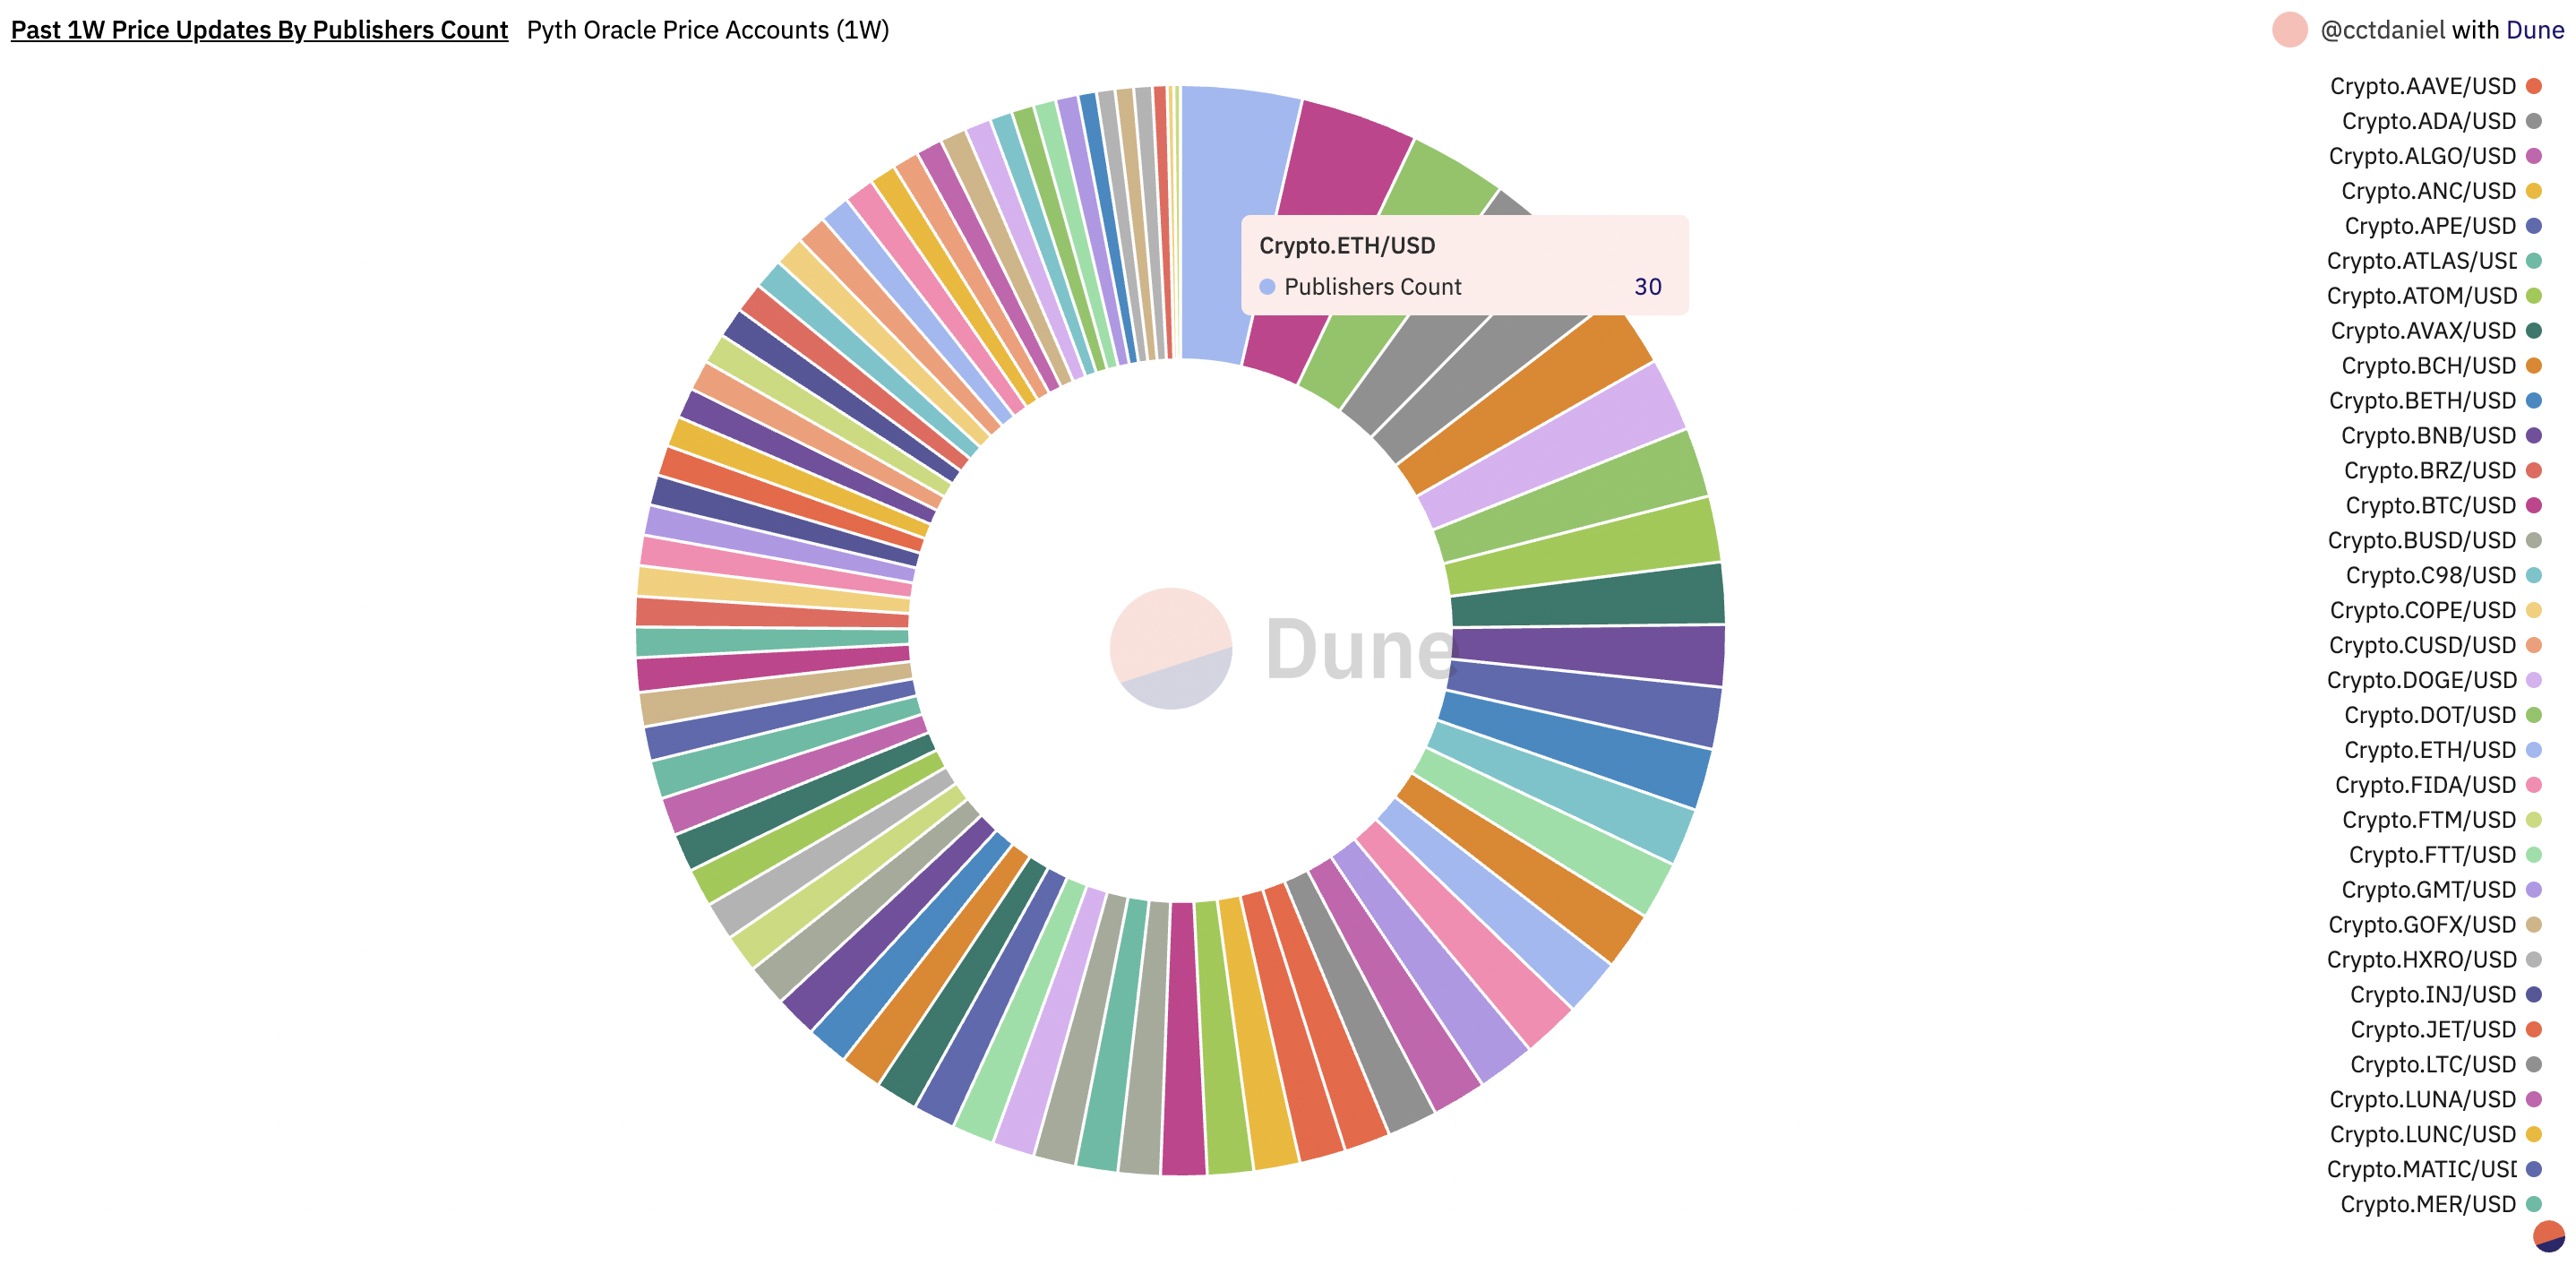 Past 1W Price Updates By Publishers Count Pyth Oracle Price Accounts (1W)
@cctdaniel with Dune
Crypto.ETH/USD
Publishers Count 30
Dune
Crypto.AAVE/USD
Crypto.ADA/USD
Crypto.ALGO/USD
Crypto.ANC/USD
Crypto.APE/USD
Crypto.ATLAS/USD
Crypto.ATOM/USD
Crypto.AVAX/USD
Crypto.BCH/USD
Crypto.BETH/USD
Crypto.BNB/USD
Crypto.BRZ/USD
Crypto.BTC/USD
Crypto.BUSD/USD
Crypto.C98/USD
Crypto.COPE/USD
Crypto.CUSD/USD
Crypto.DOGE/USD
Crypto.DOT/USD
Crypto.ETH/USD
Crypto.FIDA/USD
Crypto.FTM/USD
Crypto.FTT/USD
Crypto.GMT/USD
Crypto.GOFX/USD
Crypto.HXRO/USD
Crypto.INJ/USD
Crypto.JET/USD
Crypto.LTC/USD
Crypto.LUNA/USD
Crypto.LUNC/USD
Crypto.MATIC/USD
Crypto.MER/USD